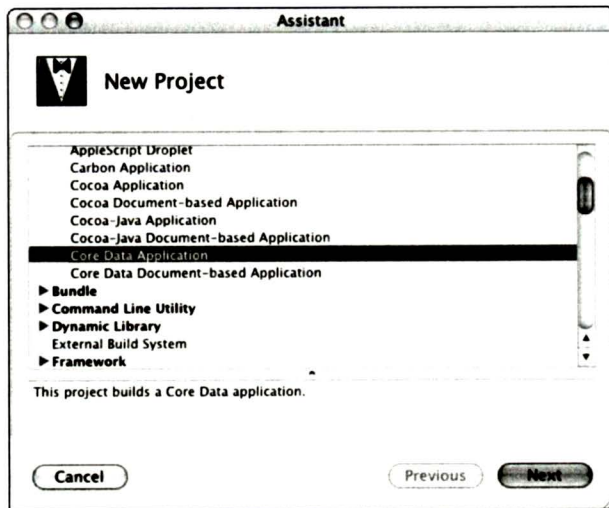 Assistant
New Project
AppleScript Droplet
Carbon Application
Cocoa Application
Cocoa Document-based Application
Cocoa-Java Application
Cocoa-Java Document-based Application
Core Data Application
Core Data Document-based Application
Bundle
Command Line Utility
Dynamic Library
External Build System
Framework
This project builds a Core Data application.
Cancel
Previous
Next